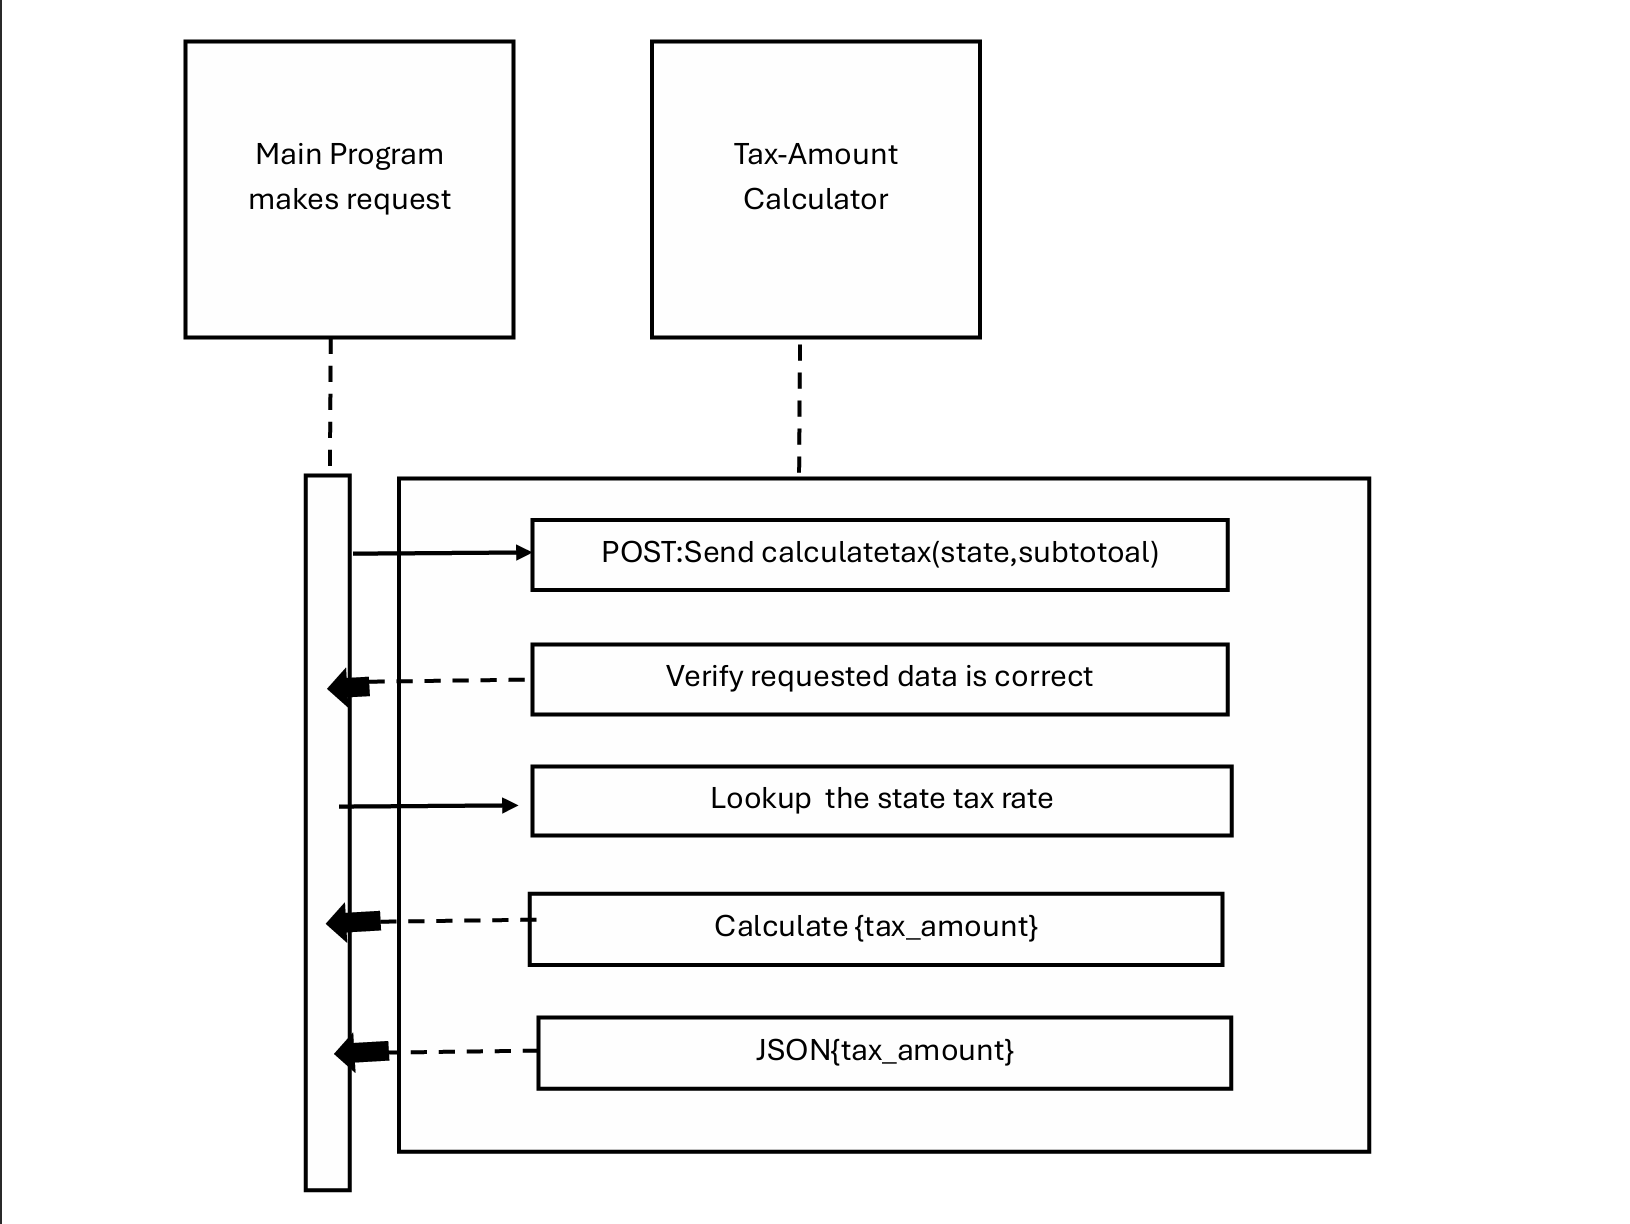 Main Program
makes request
Tax-Amount
Calculator
POST:Send calculatetax(state,subtotoal)
Verify requested data is correct
Lookup  the state tax rate
Calculate {tax_amount}
JSON{tax_amount}